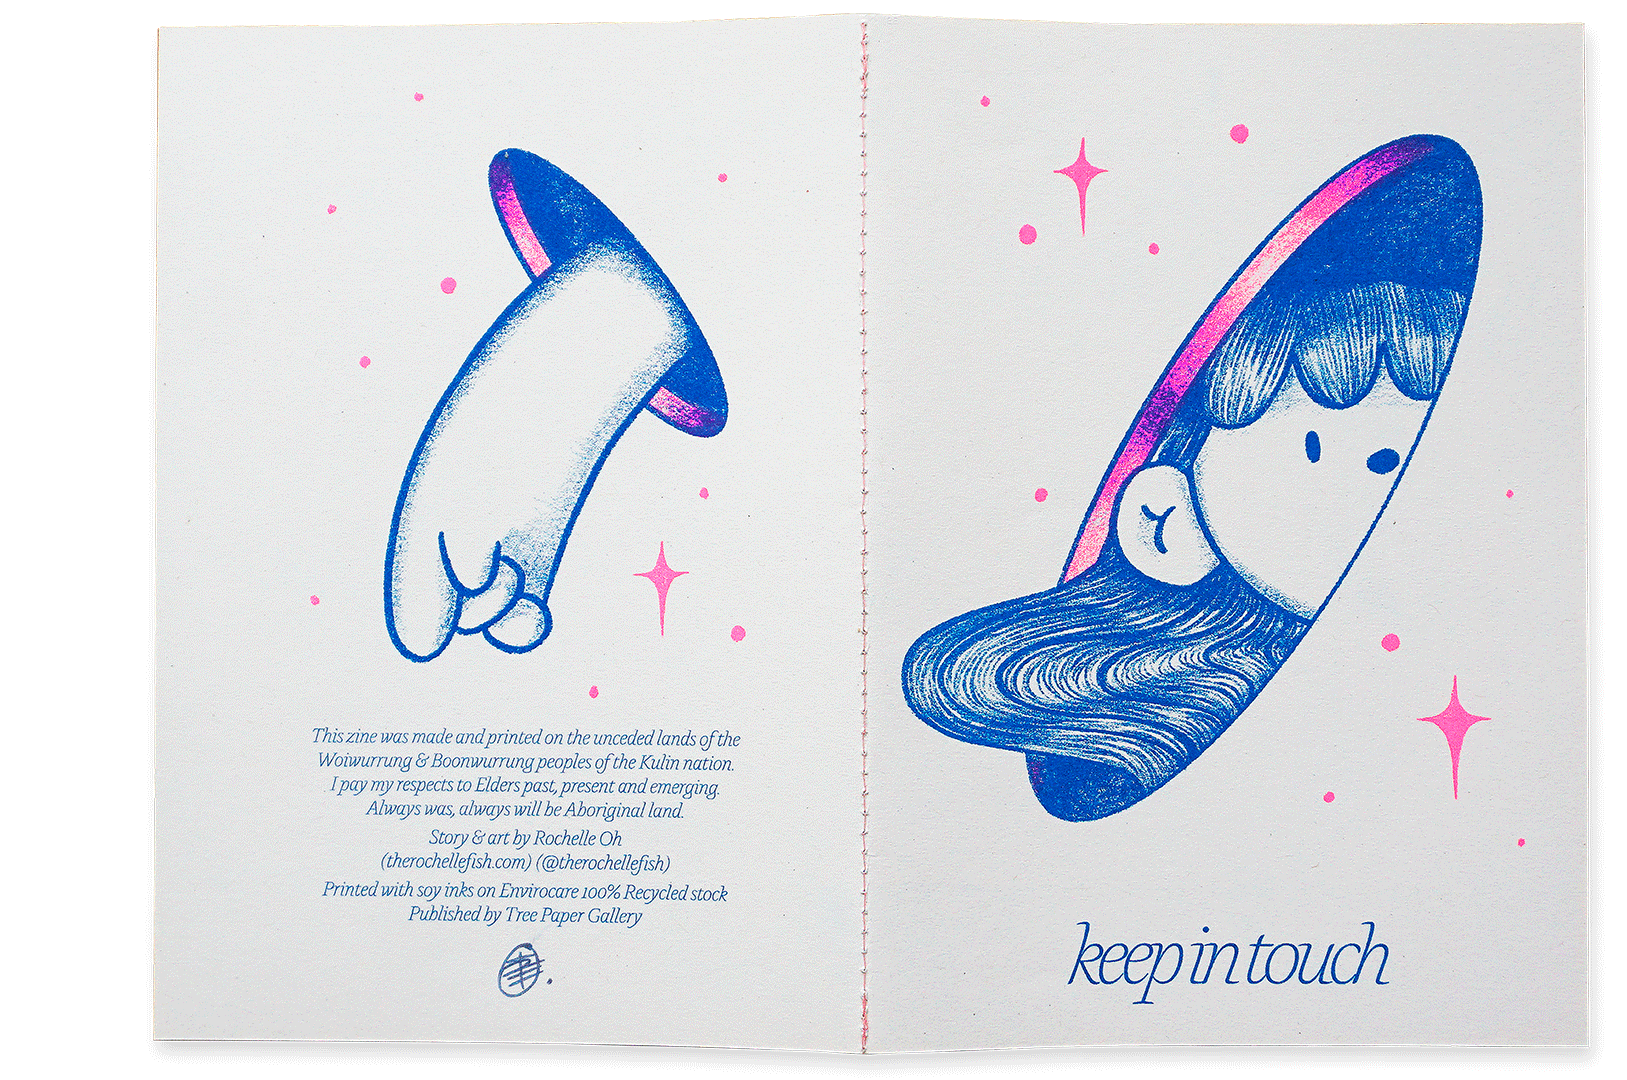 This zine was made and printed on the unceded lands of the
Woiwurrung & Boonwurrung peoples of the Kulin nation.
I pay my respects to Elders past, present and emerging.
Always was, always will be Aboriginal land.
Story & art by Rochelle Oh
(therochellefish.com) (@therochellefish)
Printed with soy inks on Envirocare 100% Recycled stock
Published by Tree Paper Gallery
keep in touch